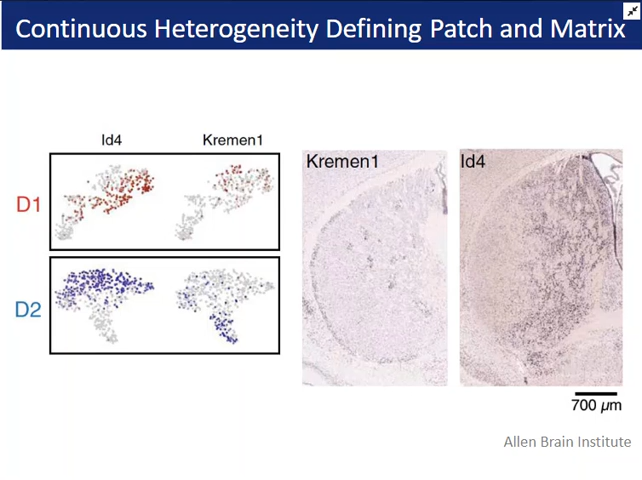 Continuous Heterogeneity Defining Patch and Matrix
Id4
Kremen1
D1
D2
Kremen1
Id4
700 µm
Allen Brain Institute